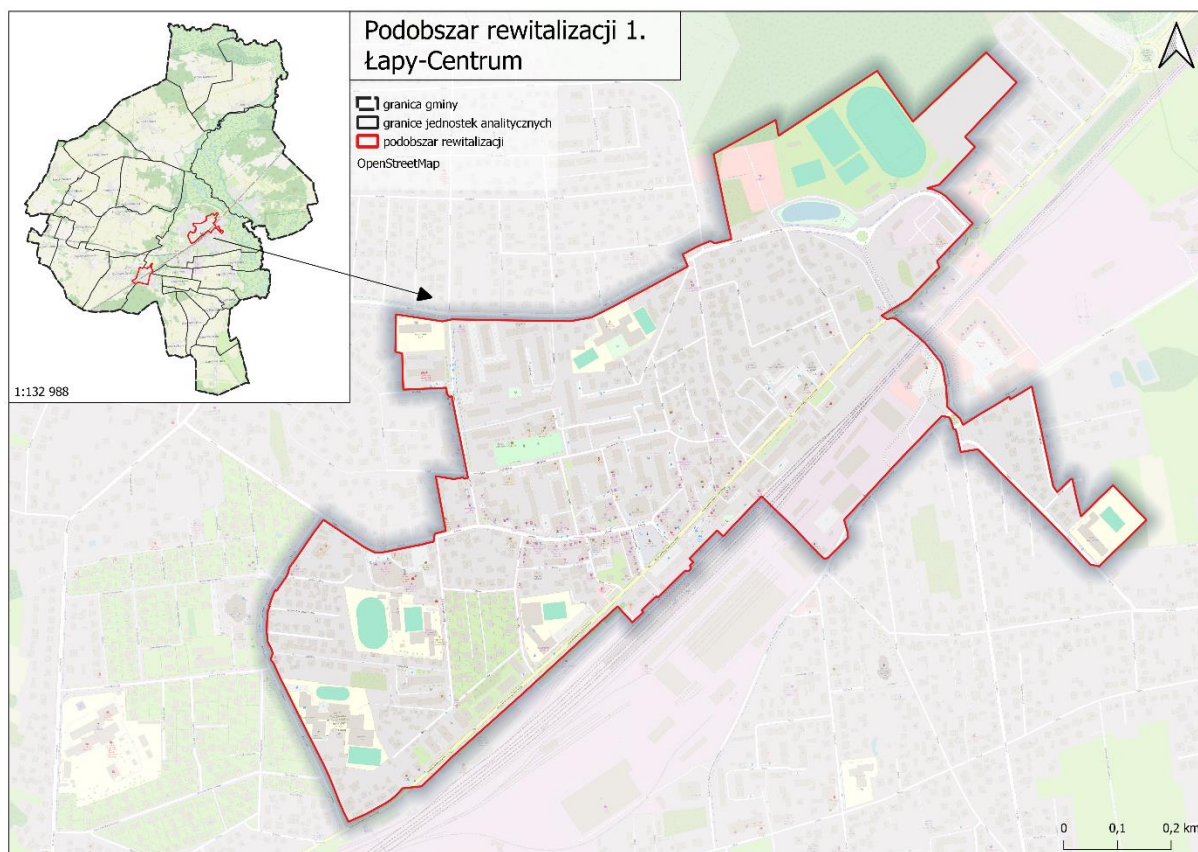 Podobszar rewitalizacji 1.
Łapy-Centrum
granica gminy
granice jednostek analitycznych
podobszar rewitalizacji
OpenStreetMap
1:132 988
0 0,1 0,2 km